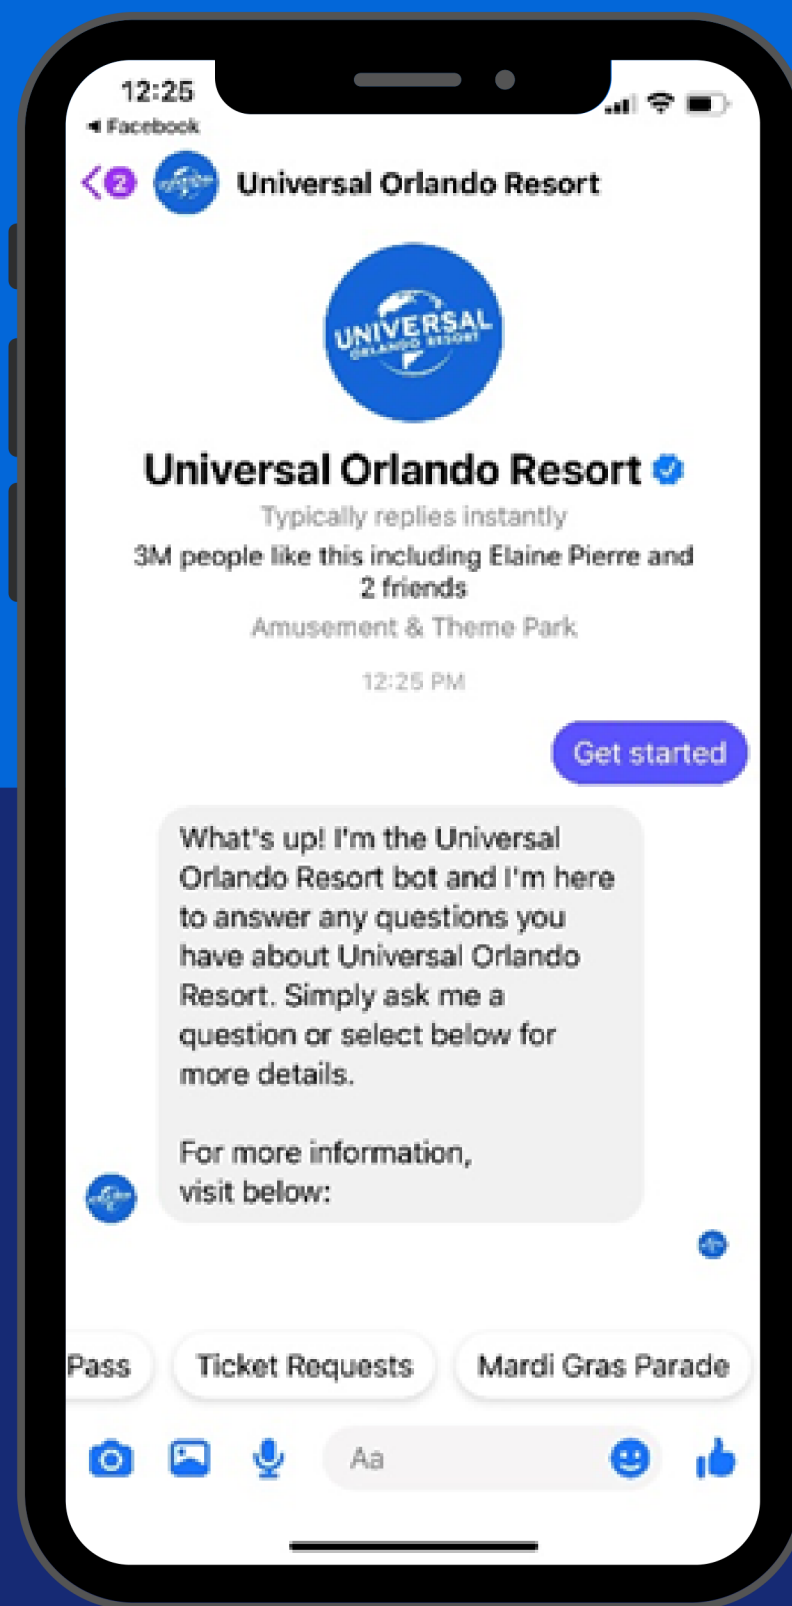 12:25
◀ Facebook
2
Universal Orlando Resort
UNIVERSAL
ORLANDO RESORT
Universal Orlando Resort
Typically replies instantly
3M people like this including Elaine Pierre and
2 friends
Amusement & Theme Park
12:25 PM
Get started
What's up! I'm the Universal
Orlando Resort bot and I'm here
to answer any questions you
have about Universal Orlando
Resort. Simply ask me a
question or select below for
more details.
For more information,
visit below:
Pass
Ticket Requests
Mardi Gras Parade
Aa